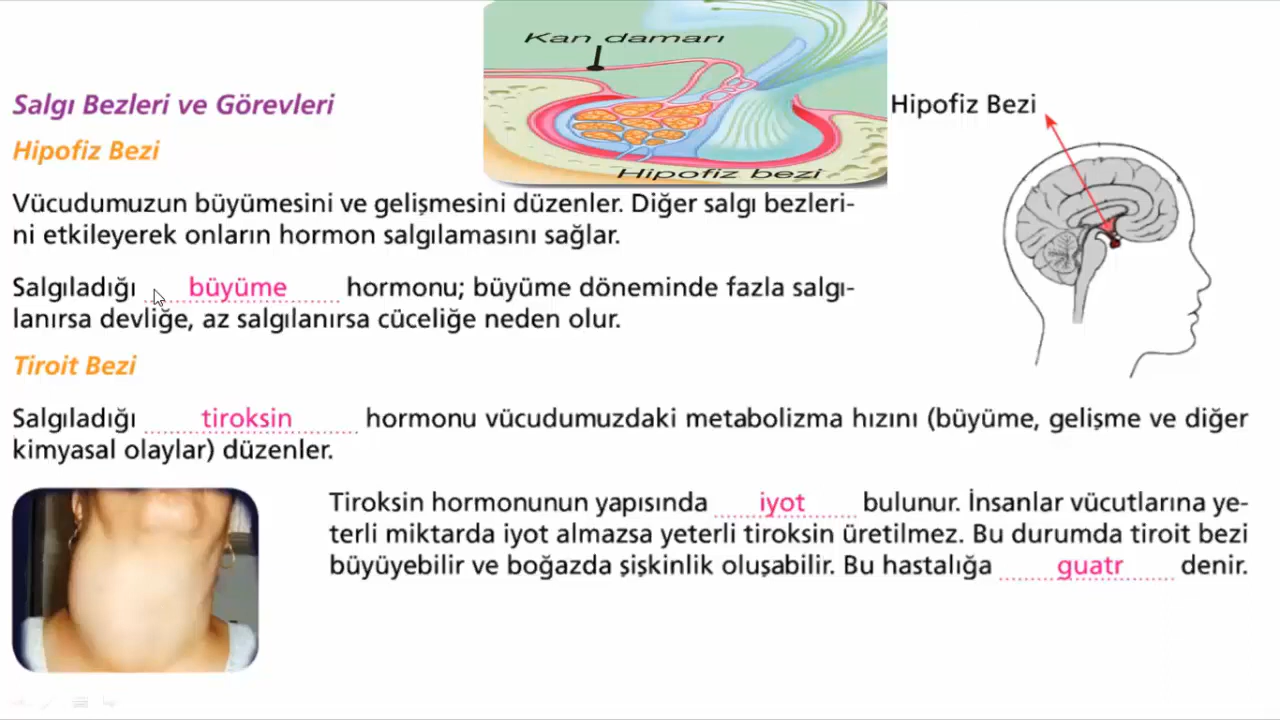 Kan damarı
Salgı Bezleri ve Görevleri
Hipofiz Bezi
Hipofiz Bezi
Hipofiz bezi
Vücudumuzun büyümesini ve gelişmesini düzenler. Diğer salgı bezleri-
ni etkileyerek onların hormon salgılamasını sağlar.
Salgıladığı büyüme hormonu; büyüme döneminde fazla salgı-
lanırsa devliğe, az salgılanırsa cüceliğe neden olur.
Tiroit Bezi
Salgıladığı tiroksin hormonu vücudumuzdaki metabolizma hızını (büyüme, gelişme ve diğer
kimyasal olaylar) düzenler.
Tiroksin hormonunun yapısında iyot bulunur. İnsanlar vücutlarına ye-
terli miktarda iyot almazsa yeterli tiroksin üretilmez. Bu durumda tiroit bezi
büyüyebilir ve boğazda şişkinlik oluşabilir. Bu hastalığa guatr denir.